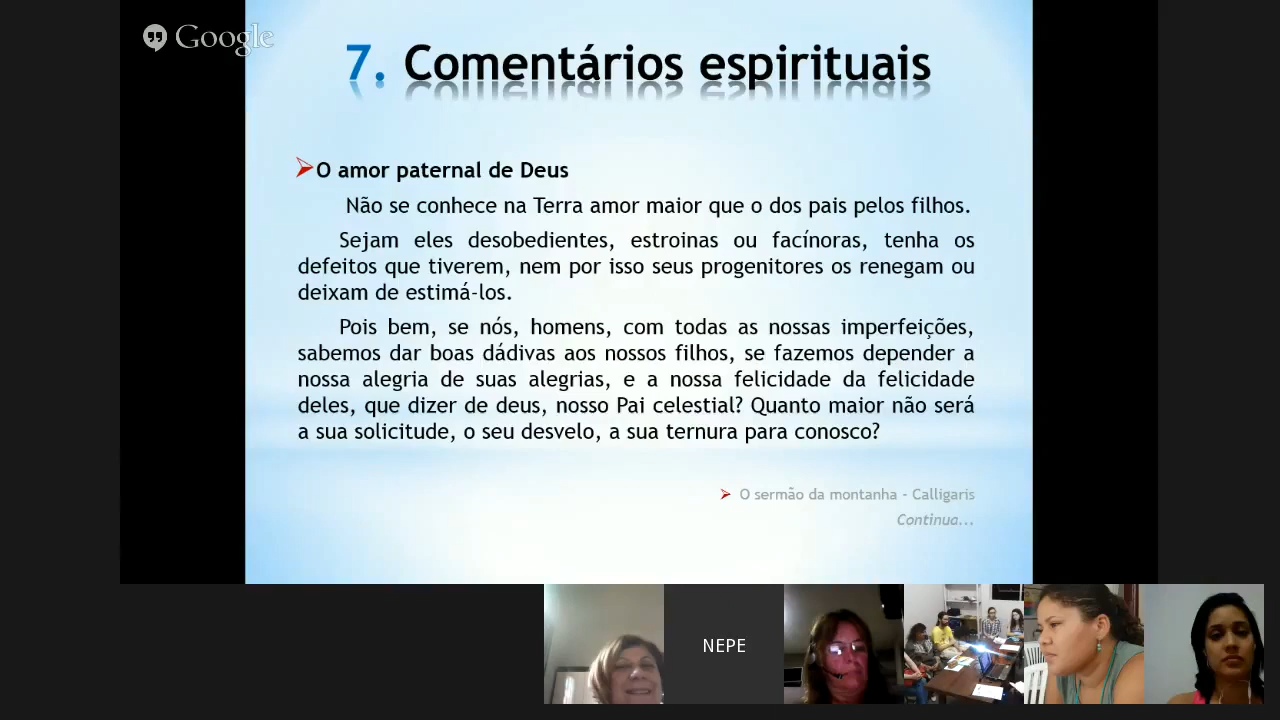 Google
7. Comentários espirituais
O amor paternal de Deus
Não se conhece na Terra amor maior que o dos pais pelos filhos.
Sejam eles desobedientes, estroinas ou facínoras, tenha os
defeitos que tiverem, nem por isso seus progenitores os renegam ou
deixam de estimá-los.
Pois bem, se nós, homens, com todas as nossas imperfeições,
sabemos dar boas dádivas aos nossos filhos, se fazemos depender a
nossa alegria de suas alegrias, e a nossa felicidade da felicidade
deles, que dizer de deus, nosso Pai celestial? Quanto maior não será
a sua solicitude, o seu desvelo, a sua ternura para conosco?
O sermão da montanha - Calligaris
Continua...
NEPE